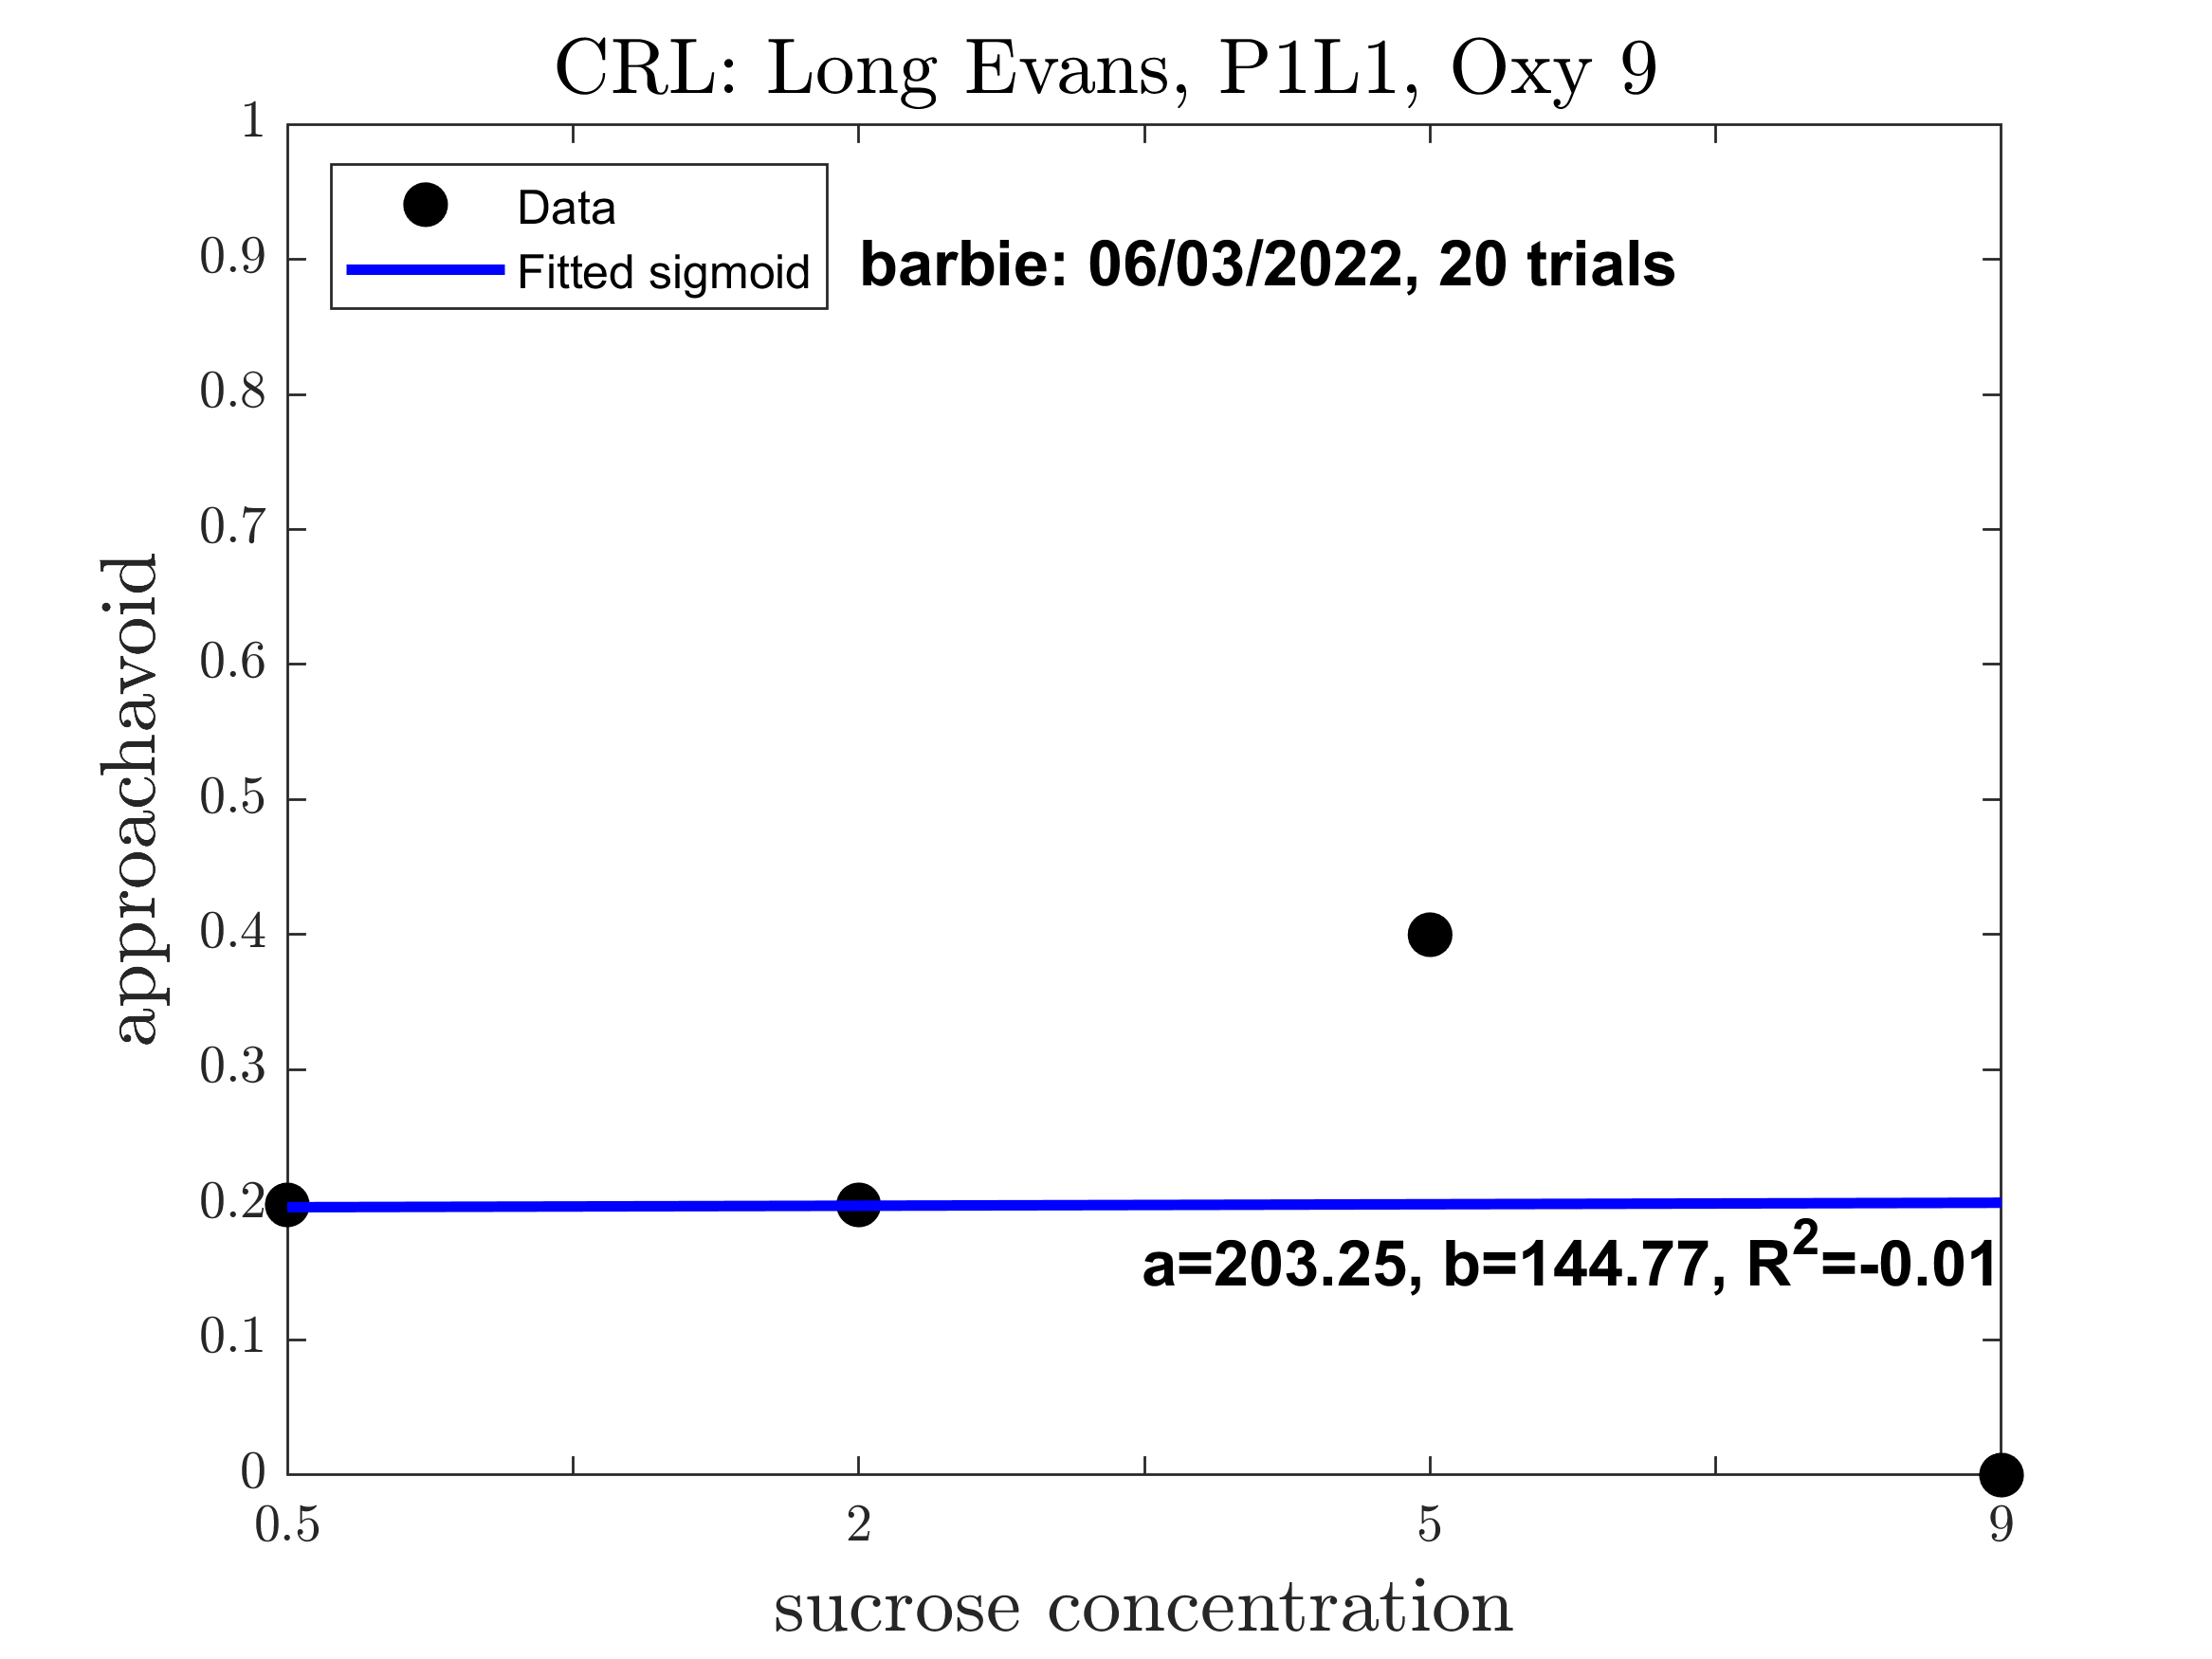 CRL: Long Evans, P1L1, Oxy 9
1
0.9
0.8
0.7
0.6
0.5
0.4
0.3
0.2
0.1
0
Data
Fitted sigmoid
barbie: 06/03/2022, 20 trials
approachavoid
a=203.25, b=144.77, R²=-0.01
0.5 2 5 9
sucrose concentration